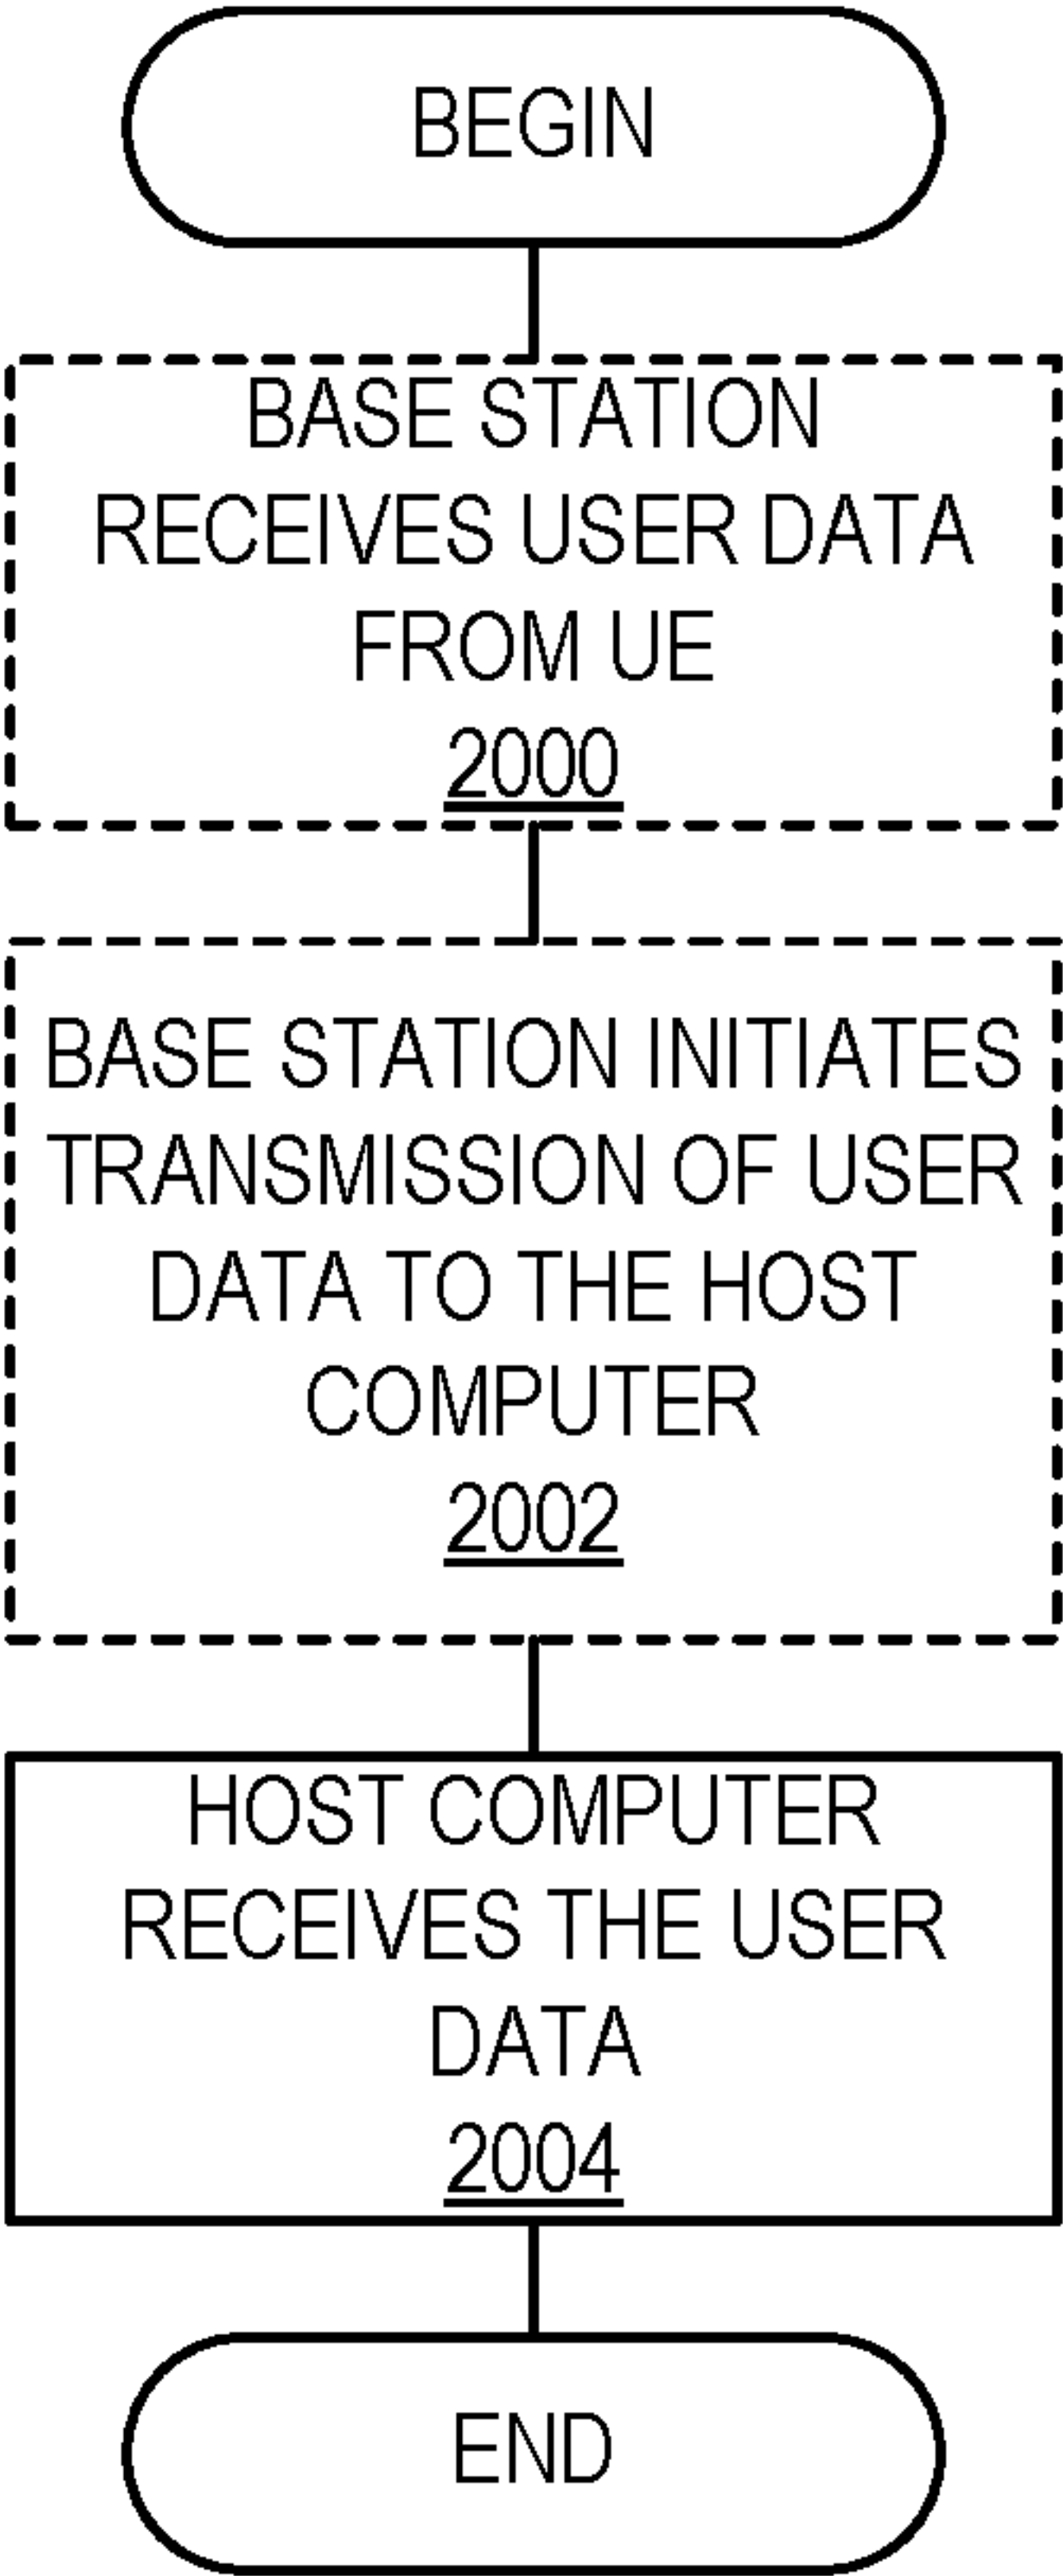 BEGIN
BASE STATION
RECEIVES USER DATA
FROM UE
2000
BASE STATION INITIATES
TRANSMISSION OF USER
DATA TO THE HOST
COMPUTER
2002
HOST COMPUTER
RECEIVES THE USER
DATA
2004
END